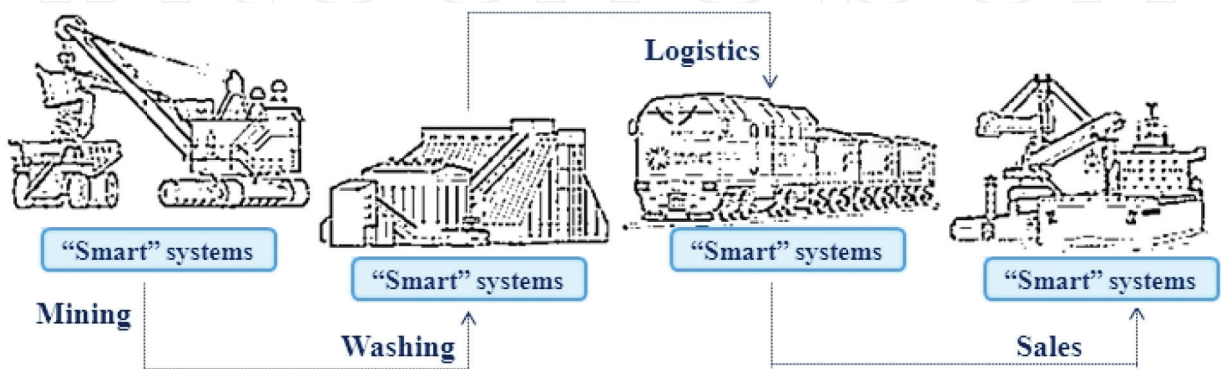 Logistics
“Smart” systems
“Smart” systems
“Smart” systems
“Smart” systems
Mining
Washing
Sales